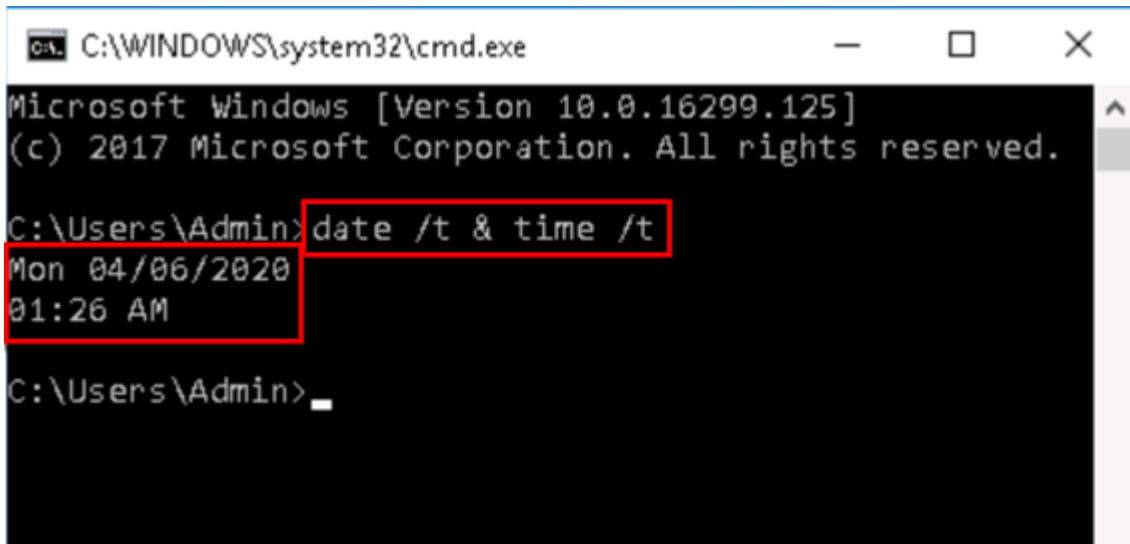 C:\WINDOWS\system32\cmd.exe
Microsoft Windows [Version 10.0.16299.125]
(c) 2017 Microsoft Corporation. All rights reserved.
C:\Users\Admin>date /t & time /t
Mon 04/06/2020
01:26 AM
C:\Users\Admin>